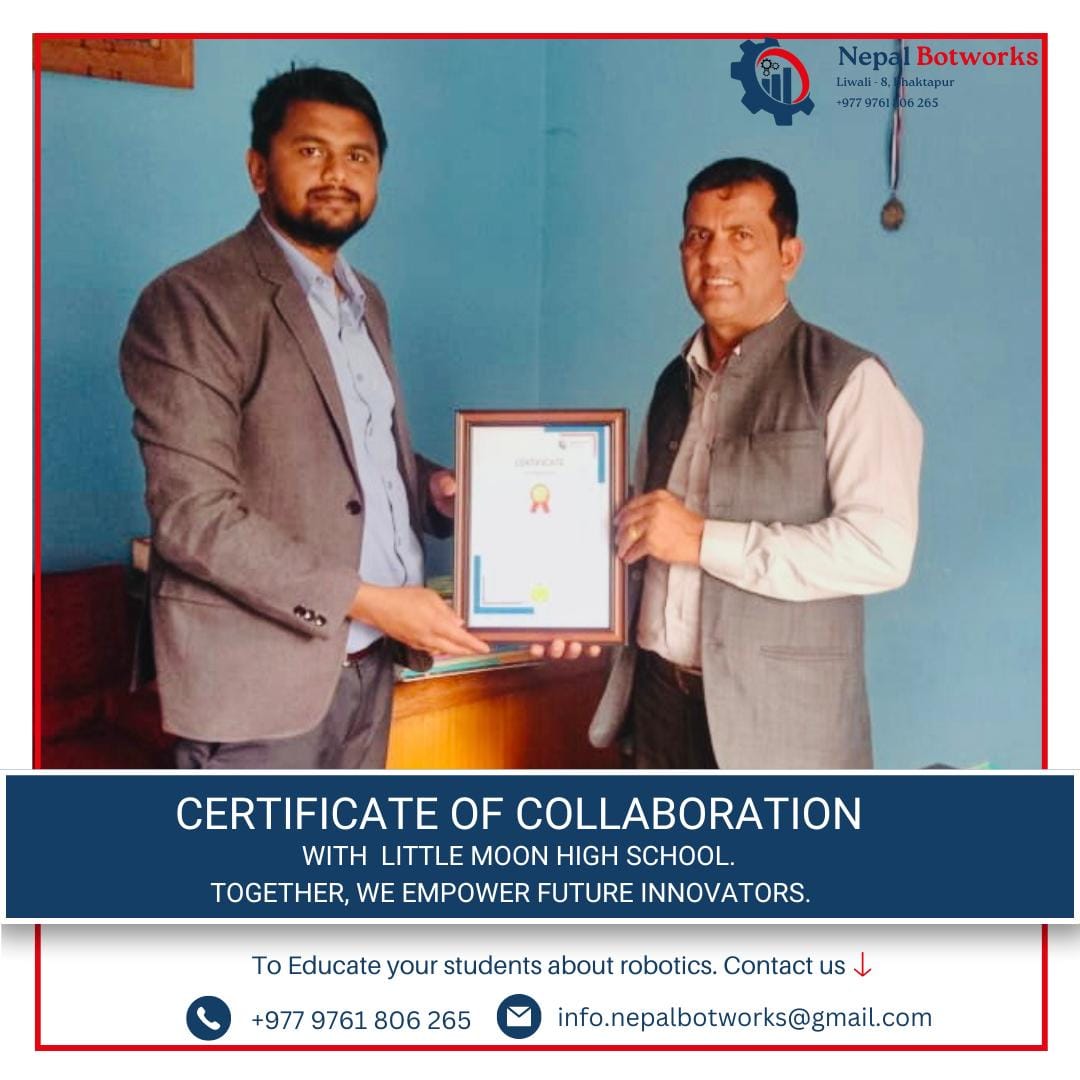 Nepal Botworks
Liwali - 8, Bhaktapur
+977 9761 806 265
CERTIFICATE
CERTIFICATE OF COLLABORATION
WITH LITTLE MOON HIGH SCHOOL.
TOGETHER, WE EMPOWER FUTURE INNOVATORS.
To Educate your students about robotics. Contact us
+977 9761 806 265
info.nepalbotworks@gmail.com